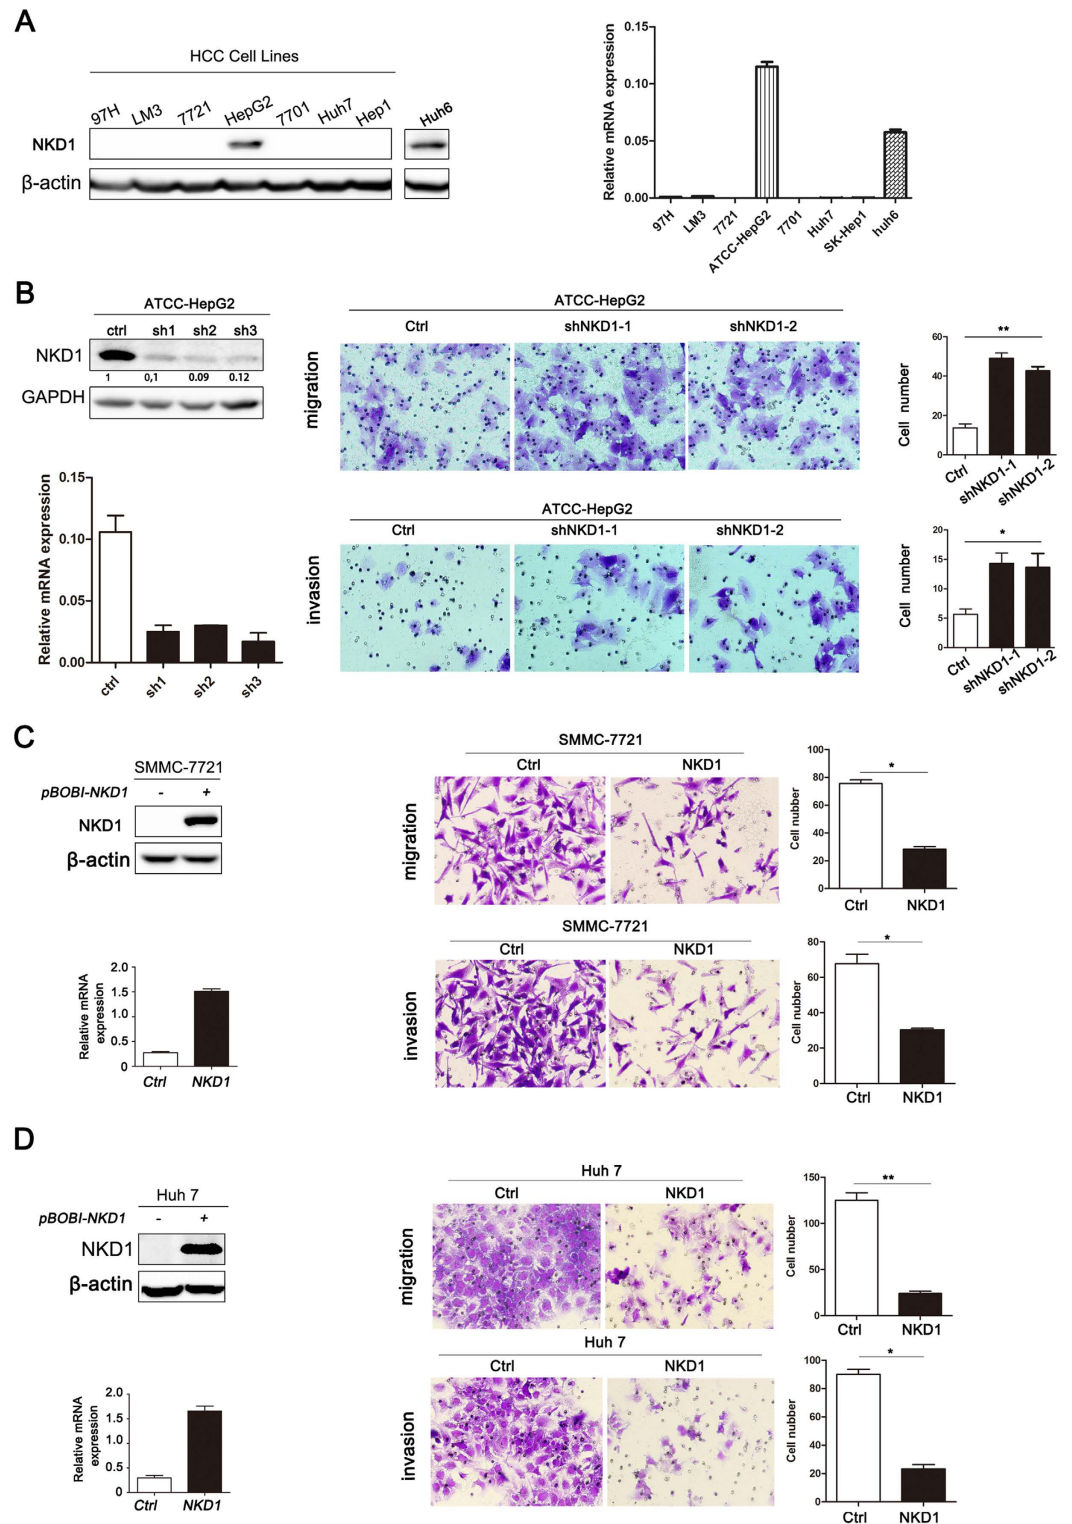 A
HCC Cell Lines
97H LM3 7721 HepG2 7701 Huh7 Hep1 Huh6
NKD1
β-actin
Relative mRNA expression
0.15
0.10
0.05
0.00
97H LM3 7721 ATCC-HepG2 7701 Huh7 SK-Hep1 huh6
B
ATCC-HepG2
ctrl sh1 sh2 sh3
NKD1
1 0,1 0.09 0.12
GAPDH
Relative mRNA expression
0.15
0.10
0.05
0.00
ctrl sh1 sh2 sh3
ATCC-HepG2
Ctrl shNKD1-1 shNKD1-2
migration
Cell number
60
40
20
0
**
Ctrl shNKD1-1 shNKD1-2
ATCC-HepG2
Ctrl shNKD1-1 shNKD1-2
invasion
Cell number
20
15
10
5
0
*
Ctrl shNKD1-1 shNKD1-2
C
SMMC-7721
pBOBI-NKD1 - +
NKD1
β-actin
Relative mRNA
expression
2.0
1.5
1.0
0.5
0
Ctrl NKD1
SMMC-7721
Ctrl NKD1
migration
Cell nubber
100
80
60
40
20
0
*
Ctrl NKD1
SMMC-7721
Ctrl NKD1
invasion
Cell nubber
80
60
40
20
0
*
Ctrl NKD1
D
Huh 7
pBOBI-NKD1 - +
NKD1
β-actin
Relative mRNA
expression
2.0
1.5
1.0
0.5
0
Ctrl NKD1
Huh 7
Ctrl NKD1
migration
Cell nubber
150
100
50
0
**
Ctrl NKD1
Huh 7
Ctrl NKD1
invasion
Cell nubber
100
80
60
40
20
0
*
Ctrl NKD1